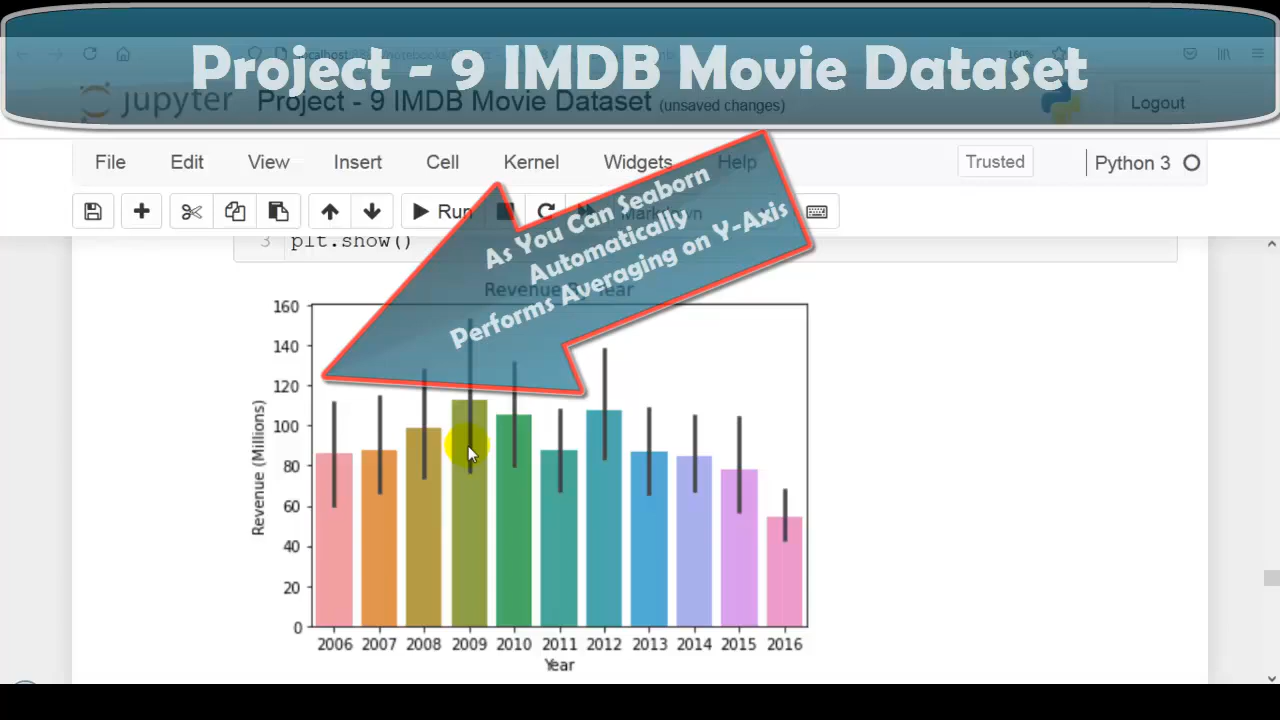 Project - 9 IMDB Movie Dataset
jupyter Project - 9 IMDB Movie Dataset (unsaved changes)
Logout
File Edit View Insert Cell Kernel Widgets Help
Trusted
Python 3
Run
Markdown
As You Can Seaborn
Automatically
Performs Averaging on Y-Axis
3 plt.show()
160
140
120
100
80
60
40
20
0
Revenue (Millions)
2006 2007 2008 2009 2010 2011 2012 2013 2014 2015 2016
Year